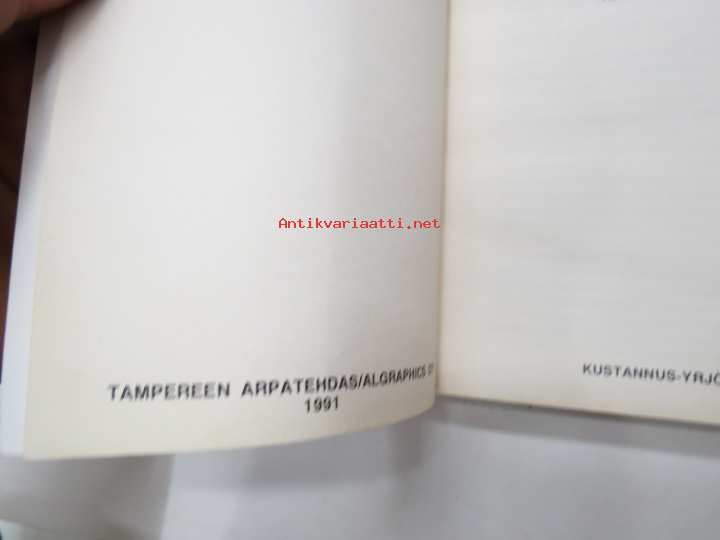 Antikvariaatti.net
TAMPEREEN ARPATEHDAS/ALGRAPHICS
1991
KUSTANNUS-YRJÖ